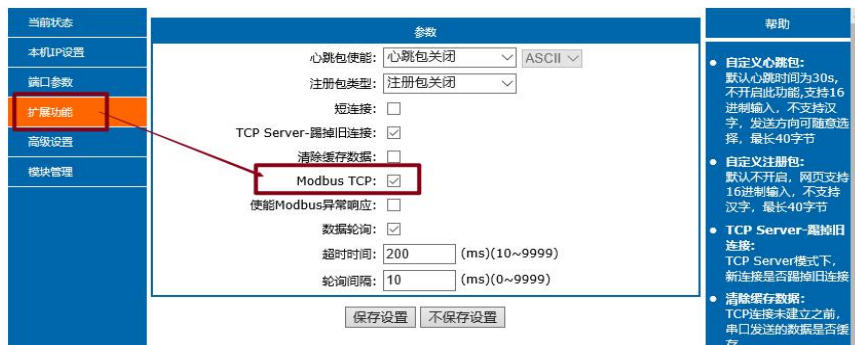 当前状态
本机IP设置
端口参数
扩展功能
高级设置
模块管理
参数
心跳包使能: 心跳包关闭 ASCII
注册包类型: 注册包关闭
短连接:
TCP Server-踢掉旧连接:
清除缓存数据:
Modbus TCP:
使能Modbus异常响应:
数据轮询:
超时时间: 200 (ms)(10~9999)
轮询间隔: 10 (ms)(0~9999)
保存设置 不保存设置
帮助
自定义心跳包:
默认心跳时间为30s,
不开启此功能,支持16
进制输入，不支持汉
字，发送方向可随意选
择，最长40字节
自定义注册包:
默认不开启，网页支持
16进制输入，不支持
汉字，最长40字节
TCP Server-踢掉旧
连接:
TCP Server模式下，
新连接是否踢掉旧连接
清除缓存数据:
TCP连接未建立之前,
串口发送的数据是否缓
存